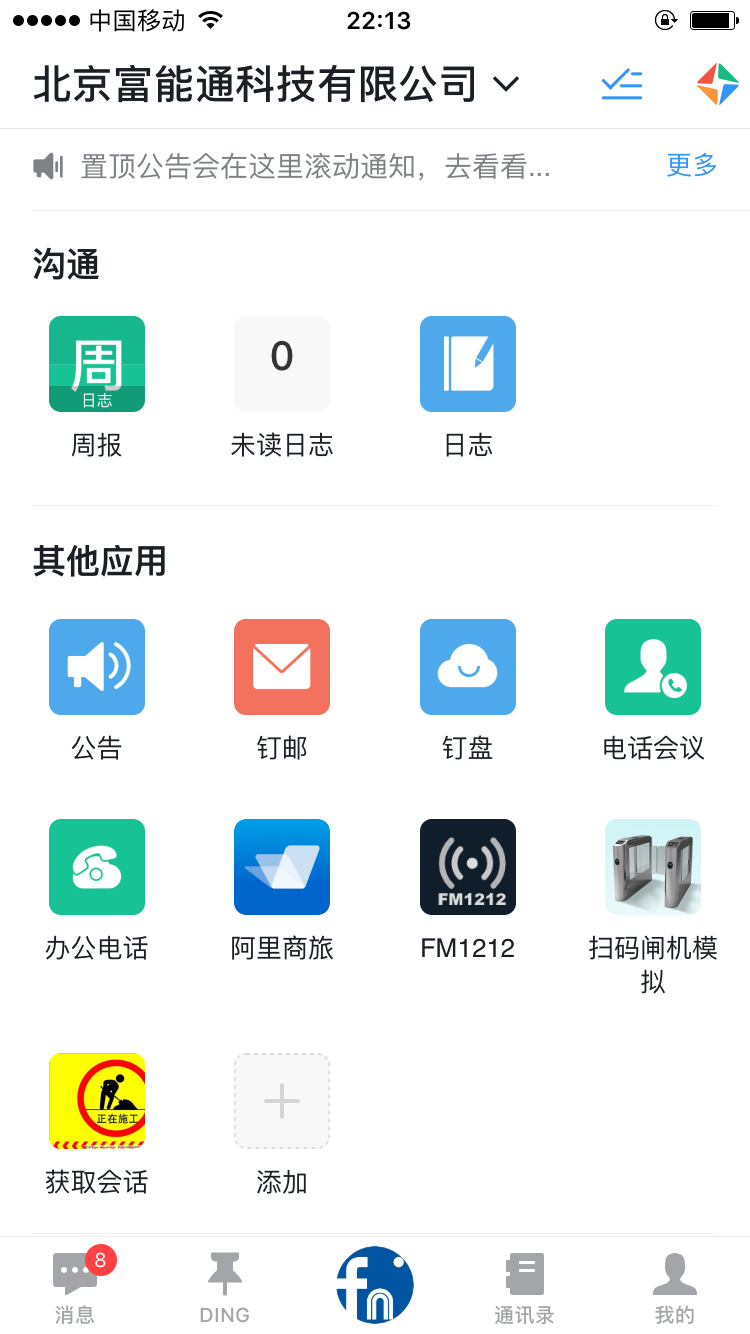 中国移动
22:13
北京富能通科技有限公司
置顶公告会在这里滚动通知，去看看...
更多
沟通
周
日志
0
周报
未读日志
日志
其他应用
公告
钉邮
钉盘
电话会议
FM1212
办公电话
阿里商旅
FM1212
扫码闸机模
拟
正在施工
获取会话
添加
8
fn
消息
DING
通讯录
我的